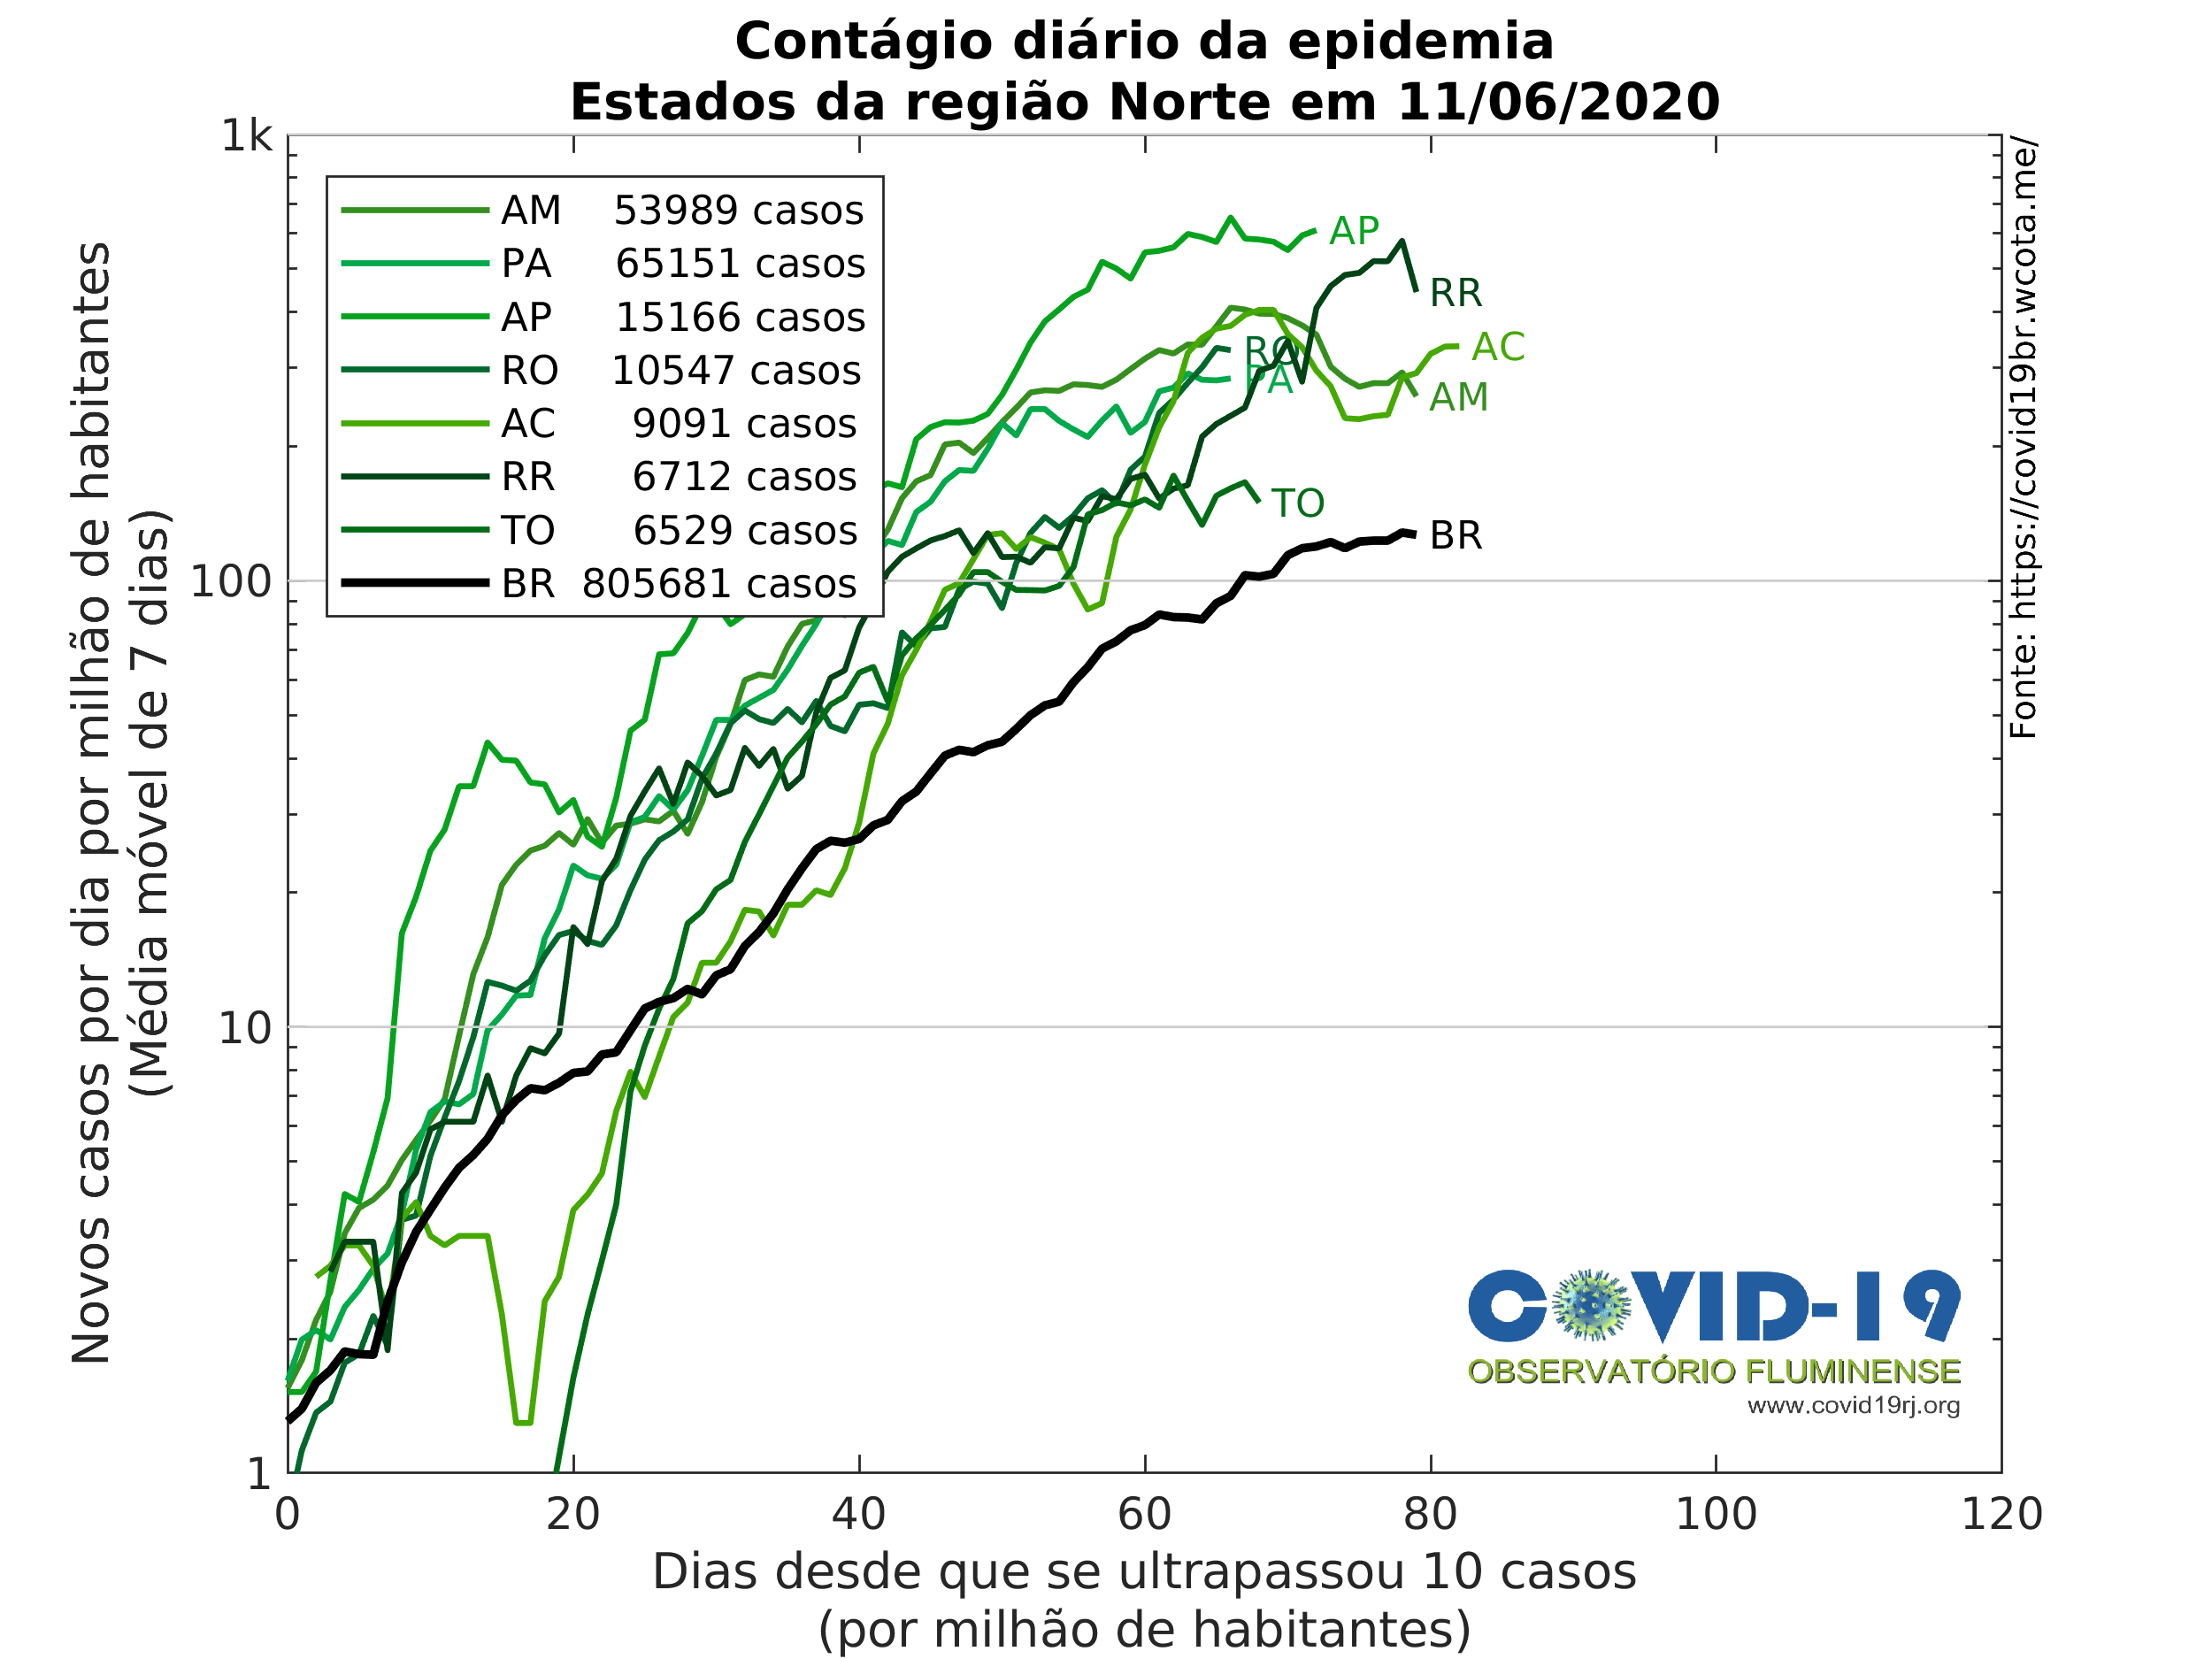 Contágio diário da epidemia
Estados da região Norte em 11/06/2020
Novos casos por dia por milhão de habitantes
(Média móvel de 7 dias)
1k
100
10
1
AM 53989 casos
PA 65151 casos
AP 15166 casos
RO 10547 casos
AC 9091 casos
RR 6712 casos
TO 6529 casos
BR 805681 casos
AP
RR
RO
AC
PA
AM
TO
BR
Fonte: https://covid19br.wcota.me/
COVID-19
OBSERVATÓRIO FLUMINENSE
www.covid19rj.org
0 20 40 60 80 100 120
Dias desde que se ultrapassou 10 casos
(por milhão de habitantes)